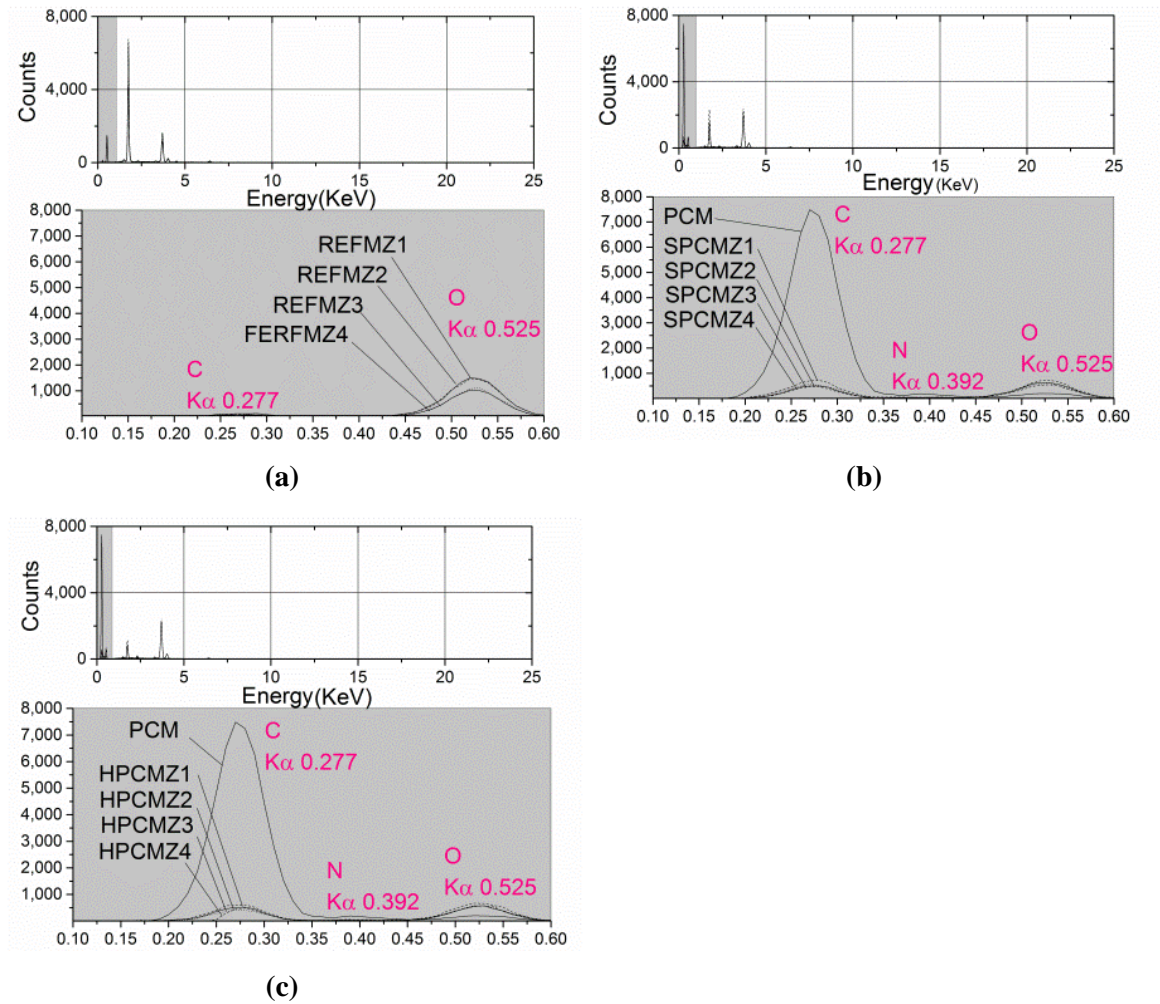 8,000
4,000
0
Counts
0 5 10 15 20 25
Energy(KeV)
8,000
7,000
6,000
5,000
4,000
3,000
2,000
1,000
REFMZ1
REFMZ2
REFMZ3
FERFMZ4
O
Kα 0.525
C
Kα 0.277
0.10 0.15 0.20 0.25 0.30 0.35 0.40 0.45 0.50 0.55 0.60
(a)
8,000
4,000
0
Counts
0 5 10 15 20 25
Energy(KeV)
8,000
7,000
6,000
5,000
4,000
3,000
2,000
1,000
PCM
SPCMZ1
SPCMZ2
SPCMZ3
SPCMZ4
C
Kα 0.277
N
Kα 0.392
O
Kα 0.525
0.10 0.15 0.20 0.25 0.30 0.35 0.40 0.45 0.50 0.55 0.60
(b)
8,000
4,000
0
Counts
0 5 10 15 20 25
Energy(KeV)
8,000
7,000
6,000
5,000
4,000
3,000
2,000
1,000
PCM
HPCMZ1
HPCMZ2
HPCMZ3
HPCMZ4
C
Kα 0.277
N
Kα 0.392
O
Kα 0.525
0.10 0.15 0.20 0.25 0.30 0.35 0.40 0.45 0.50 0.55 0.60
(c)